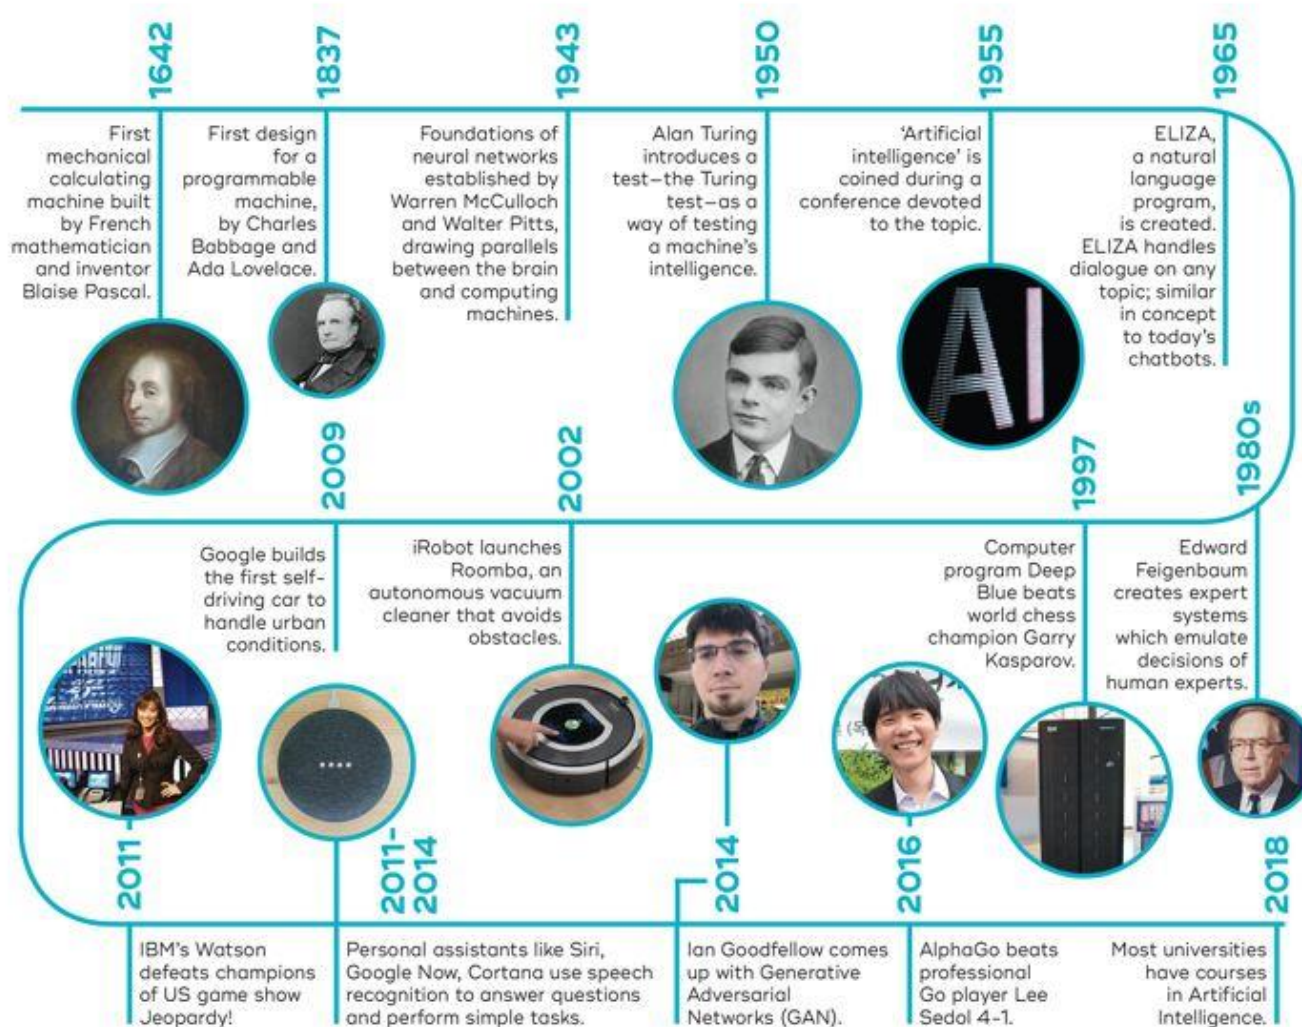 1642
First
mechanical
calculating
machine built
by French
mathematician
and inventor
Blaise Pascal.
1837
First design
for a
programmable
machine,
by Charles
Babbage and
Ada Lovelace.
1943
Foundations of
neural networks
established by
Warren McCulloch
and Walter Pitts,
drawing parallels
between the brain
and computing
machines.
1950
Alan Turing
introduces a
test—the Turing
test—as a
way of testing
a machine's
intelligence.
1955
'Artificial
intelligence' is
coined during a
conference devoted
to the topic.
AI
1965
ELIZA,
a natural
language
program,
is created.
ELIZA handles
dialogue on any
topic; similar
in concept
to today's
chatbots.
1980s
Edward
Feigenbaum
creates expert
systems
which emulate
decisions of
human experts.
1997
Computer
program Deep
Blue beats
world chess
champion Garry
Kasparov.
2002
iRobot launches
Roomba, an
autonomous vacuum
cleaner that avoids
obstacles.
2009
Google builds
the first self-
driving car to
handle urban
conditions.
2011
IBM's Watson
defeats champions
of US game show
Jeopardy!
2011-
2014
Personal assistants like Siri,
Google Now, Cortana use speech
recognition to answer questions
and perform simple tasks.
2014
Ian Goodfellow comes
up with Generative
Adversarial
Networks (GAN).
2016
AlphaGo beats
professional
Go player Lee
Sedol 4-1.
2018
Most universities
have courses
in Artificial
Intelligence.